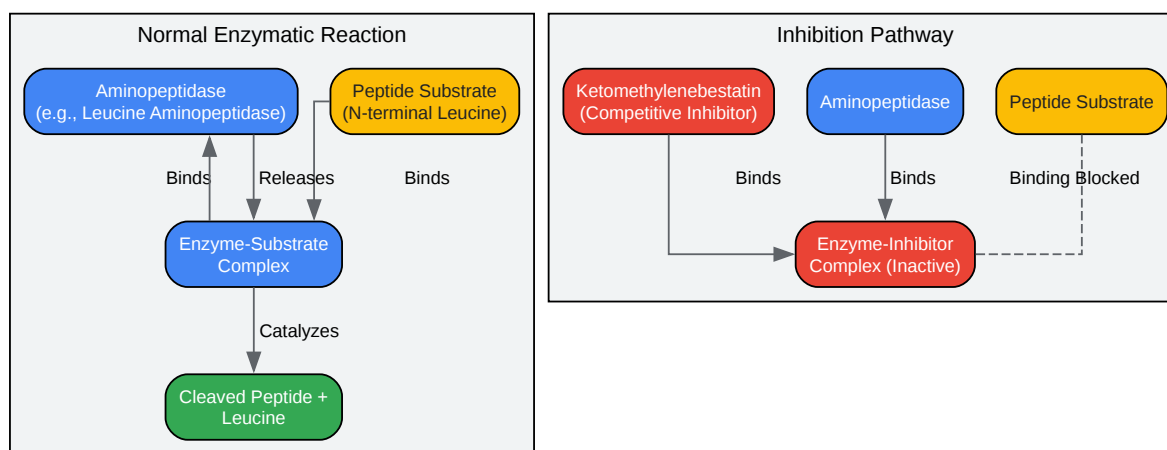 Normal Enzymatic Reaction
Aminopeptidase
(e.g., Leucine Aminopeptidase)
Peptide Substrate
(N-terminal Leucine)
Binds
Releases
Binds
Enzyme-Substrate
Complex
Catalyzes
Cleaved Peptide +
Leucine
Inhibition Pathway
Ketomethylenebestatin
(Competitive Inhibitor)
Aminopeptidase
Peptide Substrate
Binds
Binds
Binding Blocked
Enzyme-Inhibitor
Complex (Inactive)